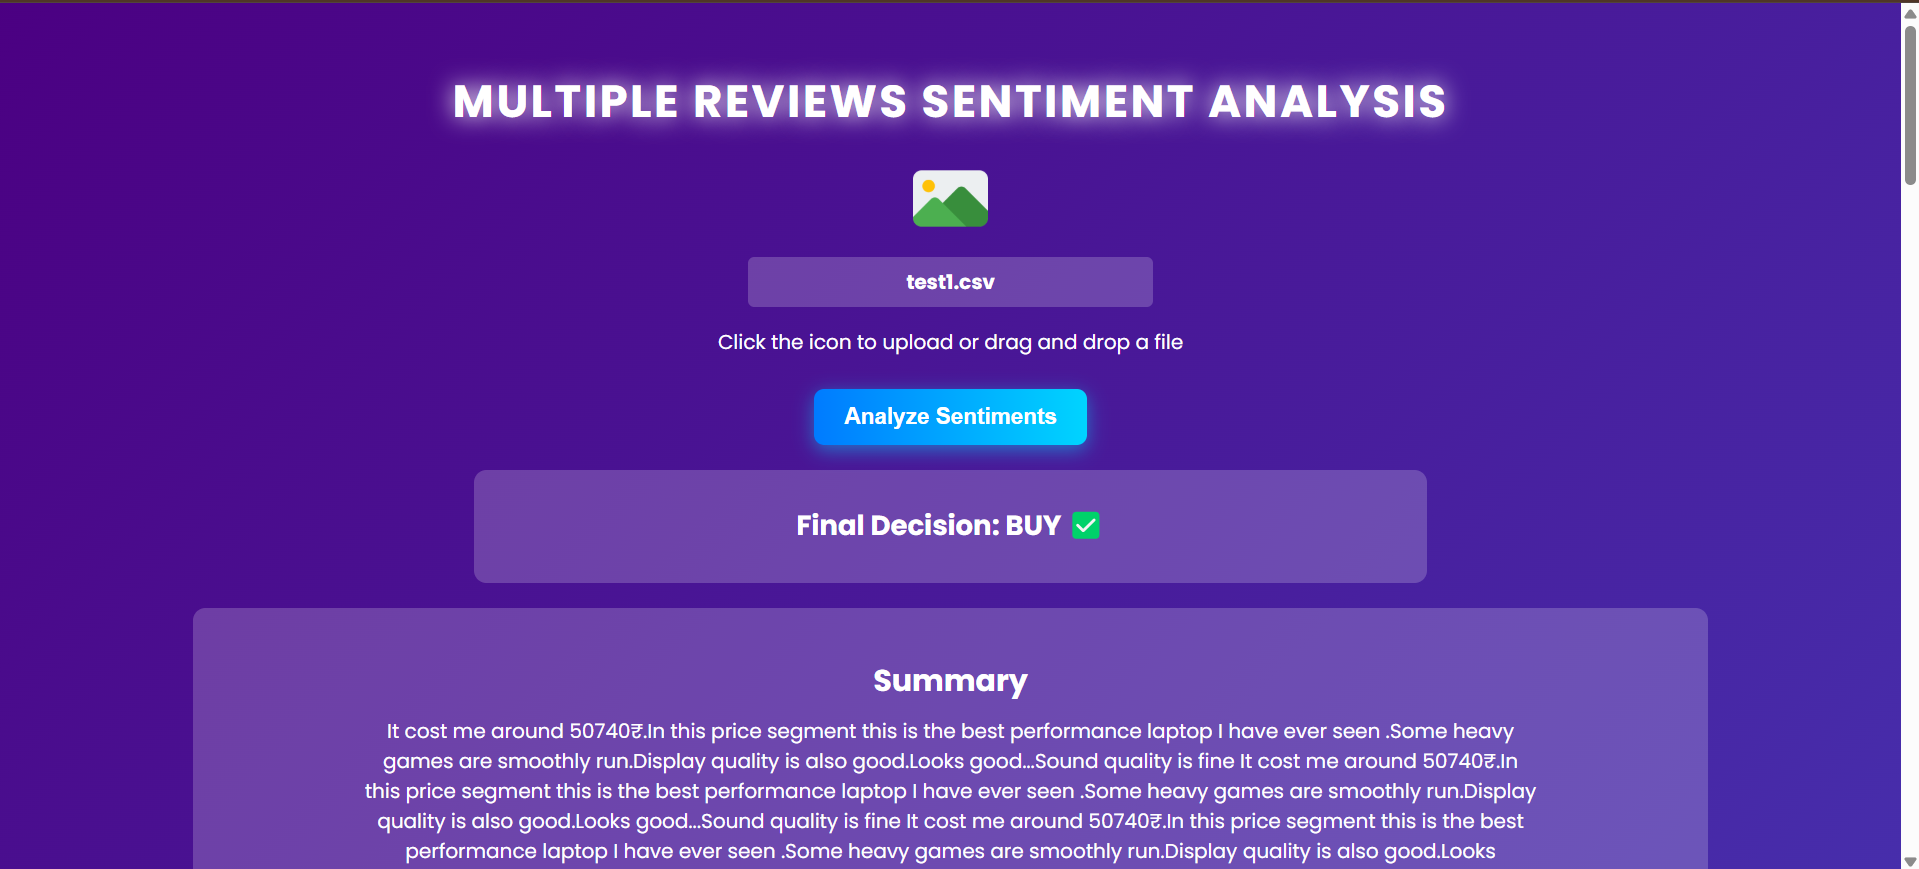 MULTIPLE REVIEWS SENTIMENT ANALYSIS
test1.csv
Click the icon to upload or drag and drop a file
Analyze Sentiments
Final Decision: BUY ✅
Summary
It cost me around 50740₹.In this price segment this is the best performance laptop I have ever seen .Some heavy
games are smoothly run.Display quality is also good.Looks good...Sound quality is fine It cost me around 50740₹.In
this price segment this is the best performance laptop I have ever seen .Some heavy games are smoothly run.Display
quality is also good.Looks good...Sound quality is fine It cost me around 50740₹.In this price segment this is the best
performance laptop I have ever seen .Some heavy games are smoothly run.Display quality is also good.Looks